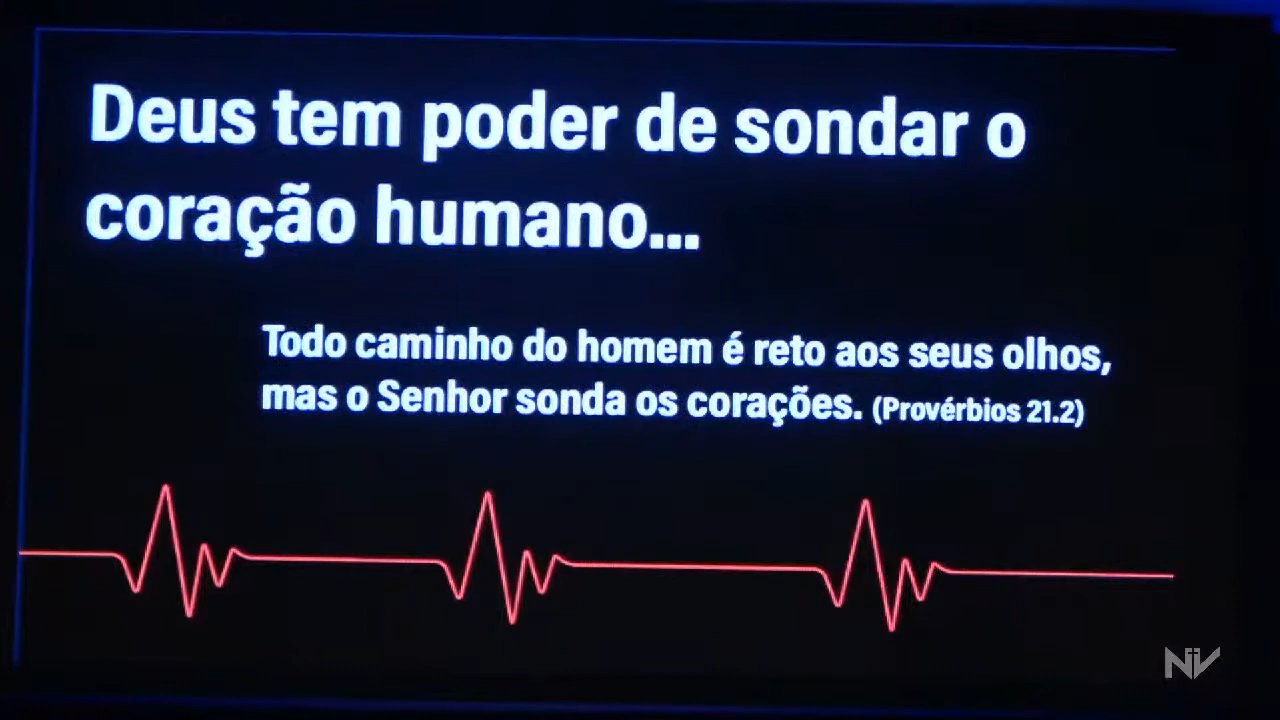 Deus tem poder de sondar o
coração humano...
Todo caminho do homem é reto aos seus olhos,
mas o Senhor sonda os corações. (Provérbios 21.2)
NV